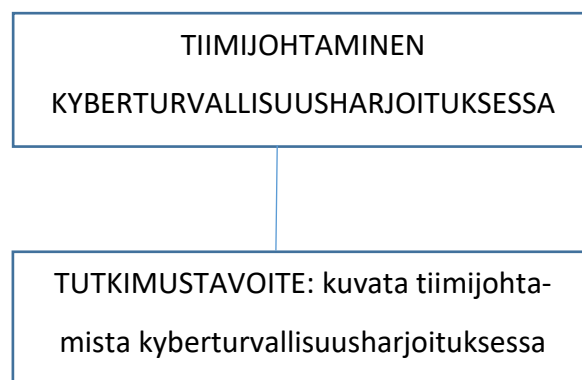 TIIMIJOHTAMINEN
KYBERTURVALLISUUSHARJOITUKSESSA
TUTKIMUSTAVOITE: kuvata tiimijohta-
mista kyberturvallisuusharjoituksessa